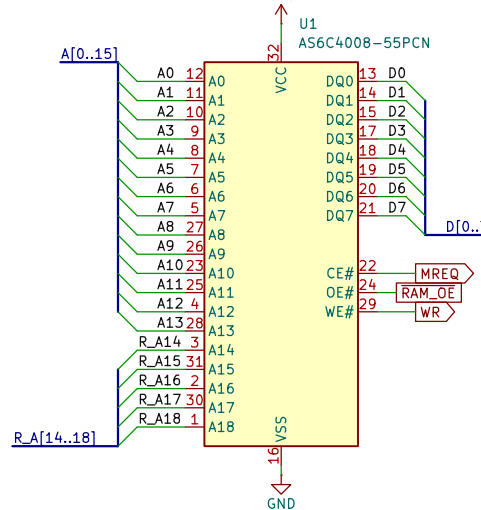 U1
AS6C4008-55PCN
A[0..15]
32
VCC
A0 12 A0 DQ0 13 D0
A1 11 A1 DQ1 14 D1
A2 10 A2 DQ2 15 D2
A3 9 A3 DQ3 17 D3
A4 8 A4 DQ4 18 D4
A5 7 A5 DQ5 19 D5
A6 6 A6 DQ6 20 D6
A7 5 A7 DQ7 21 D7
A8 27 A8
D[0..
A9 26 A9
A10 23 A10 CE# 22 MREQ
A11 25 A11 OE# 24 RAM_OE
A12 4 A12 WE# 29 WR
A13 28 A13
R_A14 3 A14
R_A15 31 A15
R_A16 2 A16
R_A17 30 A17
R_A18 1 A18
R_A[14..18]
VSS
16
GND